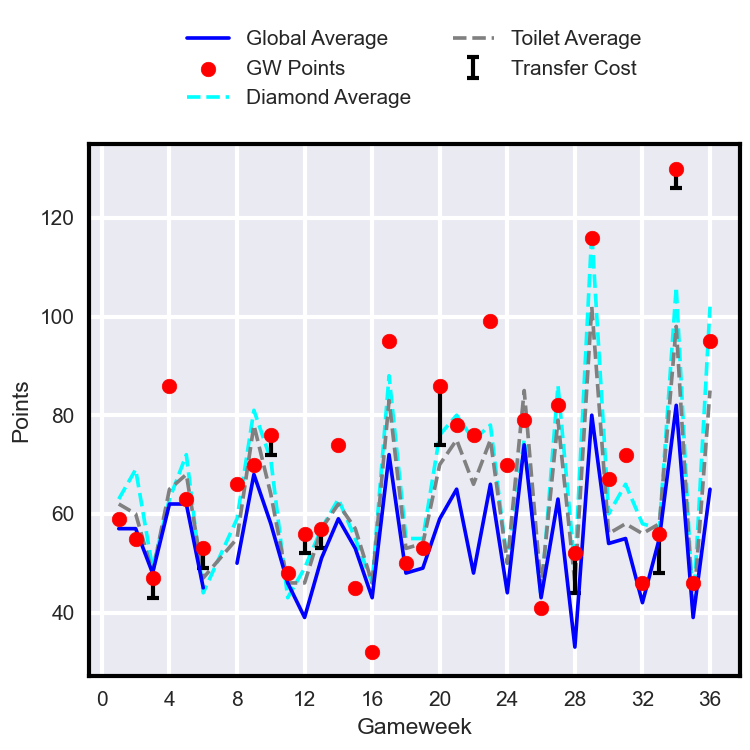 Global Average
GW Points
Diamond Average
Toilet Average
Transfer Cost
Points
120
100
80
60
40
0 4 8 12 16 20 24 28 32 36
Gameweek